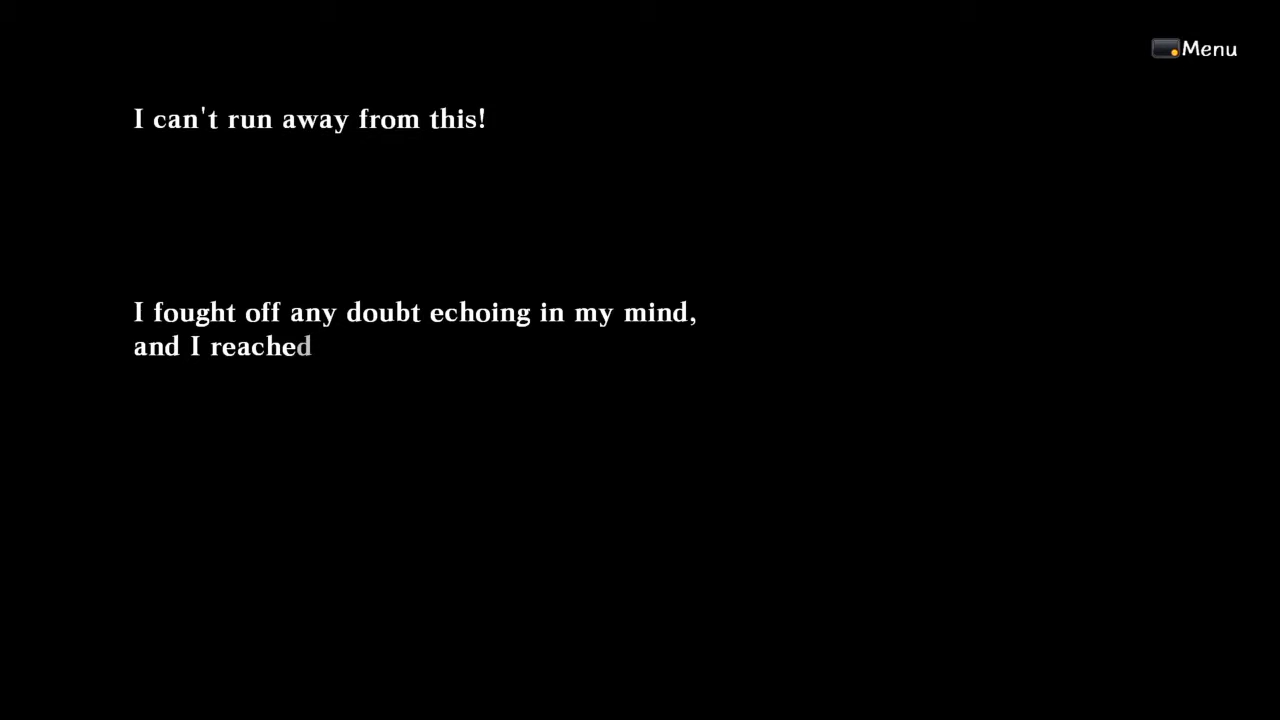 Menu
I can't run away from this!
I fought off any doubt echoing in my mind,
and I reached